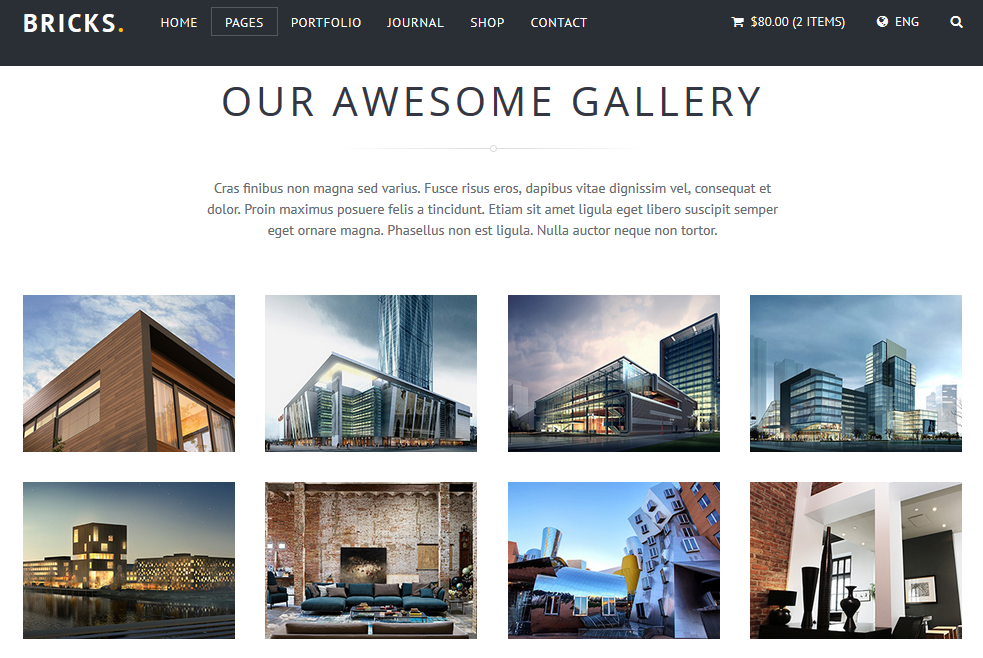 BRICKS.
HOME PAGES PORTFOLIO JOURNAL SHOP CONTACT
$80.00 (2 ITEMS) ENG
OUR AWESOME GALLERY
Cras finibus non magna sed varius. Fusce risus eros, dapibus vitae dignissim vel, consequat et
dolor. Proin maximus posuere felis a tincidunt. Etiam sit amet ligula eget libero suscipit semper
eget ornare magna. Phasellus non est ligula. Nulla auctor neque non tortor.